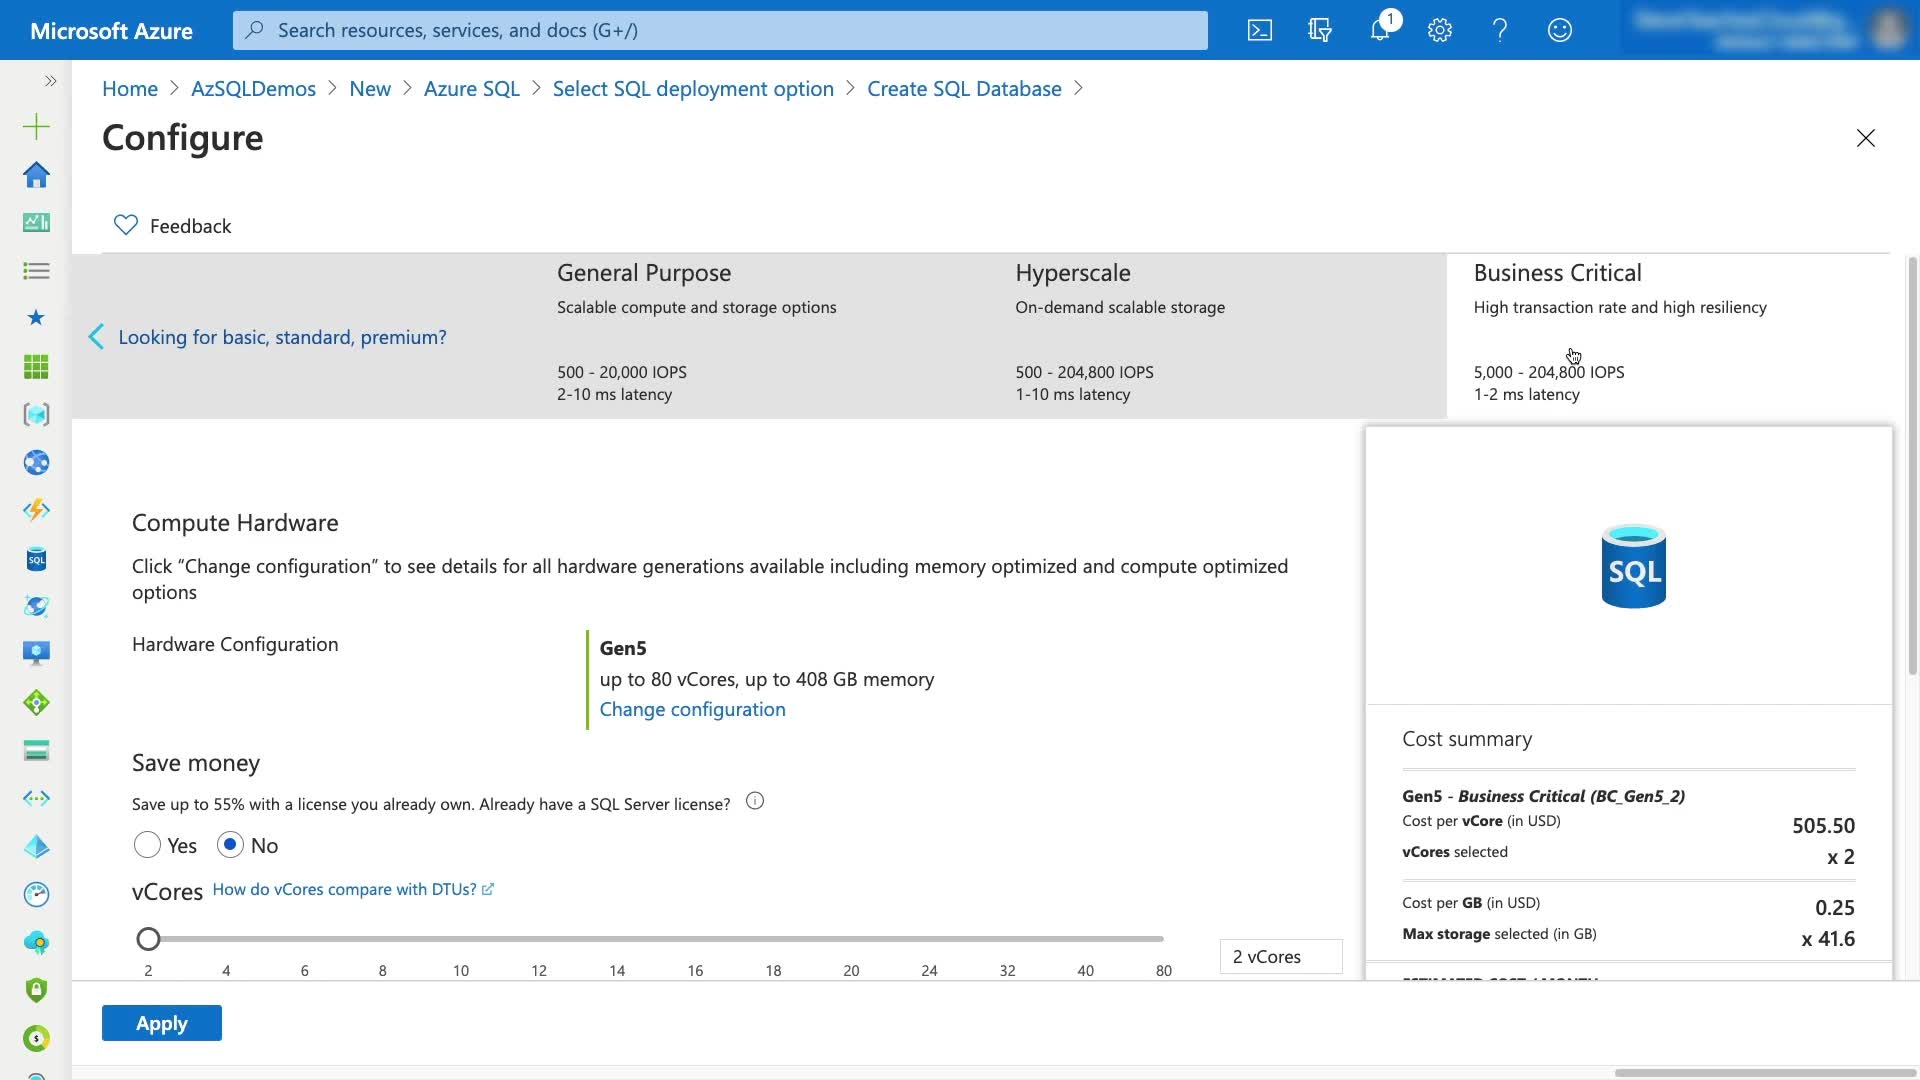 Microsoft Azure
Search resources, services, and docs (G+/)
1
Home > AzSQLDemos > New > Azure SQL > Select SQL deployment option > Create SQL Database >
Configure
Feedback
Looking for basic, standard, premium?
General Purpose
Scalable compute and storage options
500 - 20,000 IOPS
2-10 ms latency
Hyperscale
On-demand scalable storage
500 - 204,800 IOPS
1-10 ms latency
Business Critical
High transaction rate and high resiliency
5,000 - 204,800 IOPS
1-2 ms latency
Compute Hardware
Click “Change configuration” to see details for all hardware generations available including memory optimized and compute optimized
options
Hardware Configuration
Gen5
up to 80 vCores, up to 408 GB memory
Change configuration
Save money
Save up to 55% with a license you already own. Already have a SQL Server license?
Yes No
vCores How do vCores compare with DTUs?
2 4 6 8 10 12 14 16 18 20 24 32 40 80
2 vCores
SQL
Cost summary
Gen5 - Business Critical (BC_Gen5_2)
Cost per vCore (in USD) 505.50
vCores selected x 2
Cost per GB (in USD) 0.25
Max storage selected (in GB) x 41.6
Apply
SQL